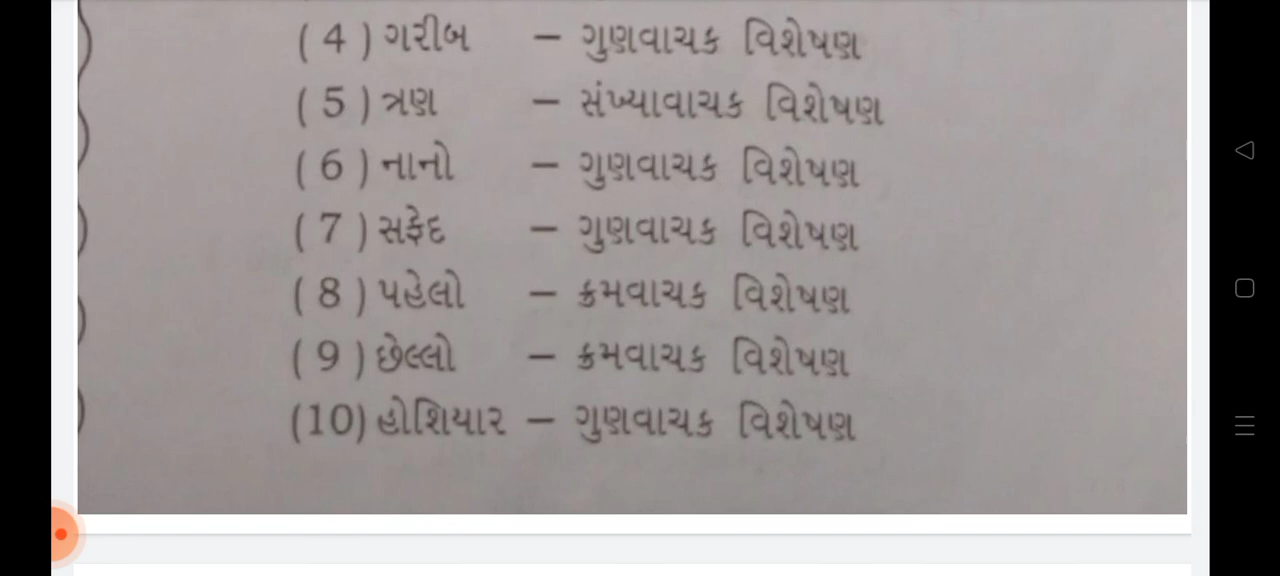 ( 4 ) ગરીબ – ગુણવાચક વિશેષણ
( 5 ) ત્રણ – સંખ્યાવાચક વિશેષણ
( 6 ) નાનો – ગુણવાચક વિશેષણ
( 7 ) સફેદ – ગુણવાચક વિશેષણ
( 8 ) પહેલો – ક્રમવાચક વિશેષણ
( 9 ) છેલ્લો – ક્રમવાચક વિશેષણ
(10) હોશિયાર – ગુણવાચક વિશેષણ